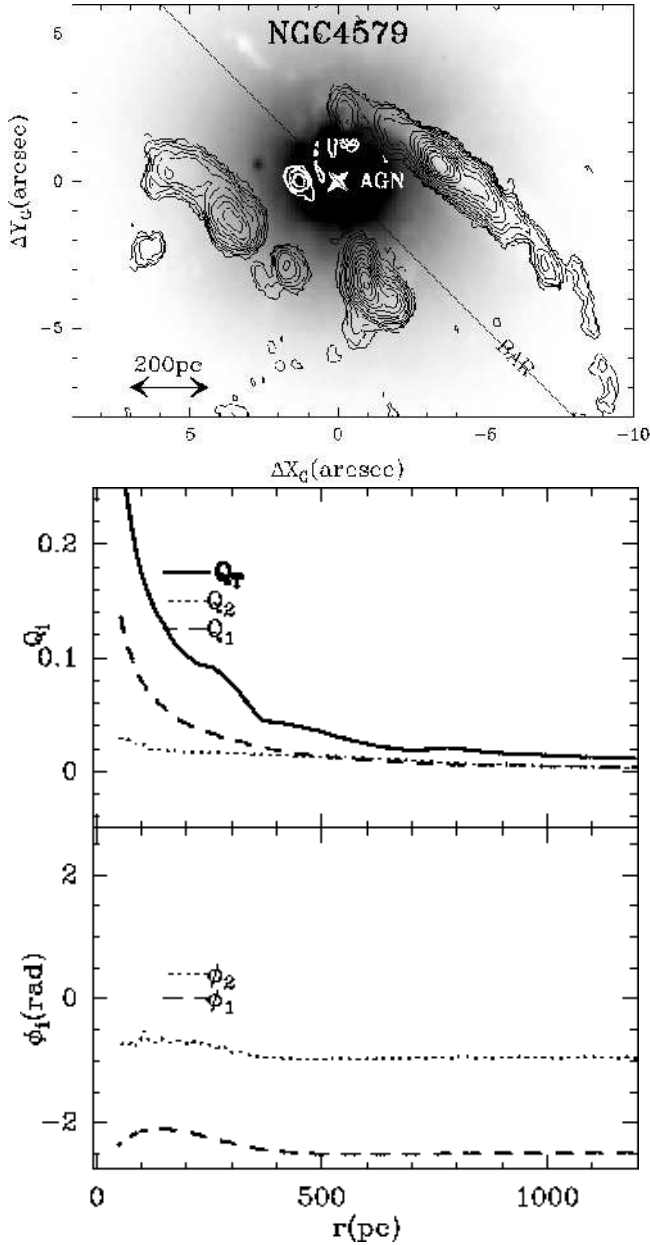 NGC4579
5
0
-5
ΔY_G(arcsec)
AGN
BAR
200pc
5 0 -5 -10
ΔX_G(arcsec)
0.2
0.1
0
Q_i
Q_T
Q_2
Q_1
2
0
-2
ϕ_i(rad)
ϕ_2
ϕ_1
0 500 1000
r(pc)